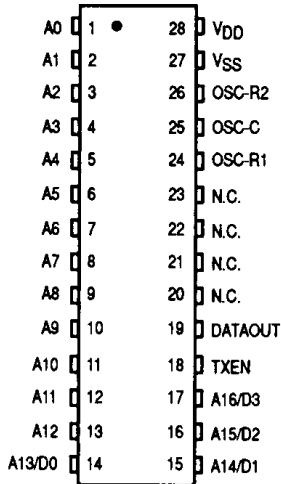 A0 1 28 VDD
A1 2 27 VSS
A2 3 26 OSC-R2
A3 4 25 OSC-C
A4 5 24 OSC-R1
A5 6 23 N.C.
A6 7 22 N.C.
A7 8 21 N.C.
A8 9 20 N.C.
A9 10 19 DATAOUT
A10 11 18 TXEN
A11 12 17 A16/D3
A12 13 16 A15/D2
A13/D0 14 15 A14/D1